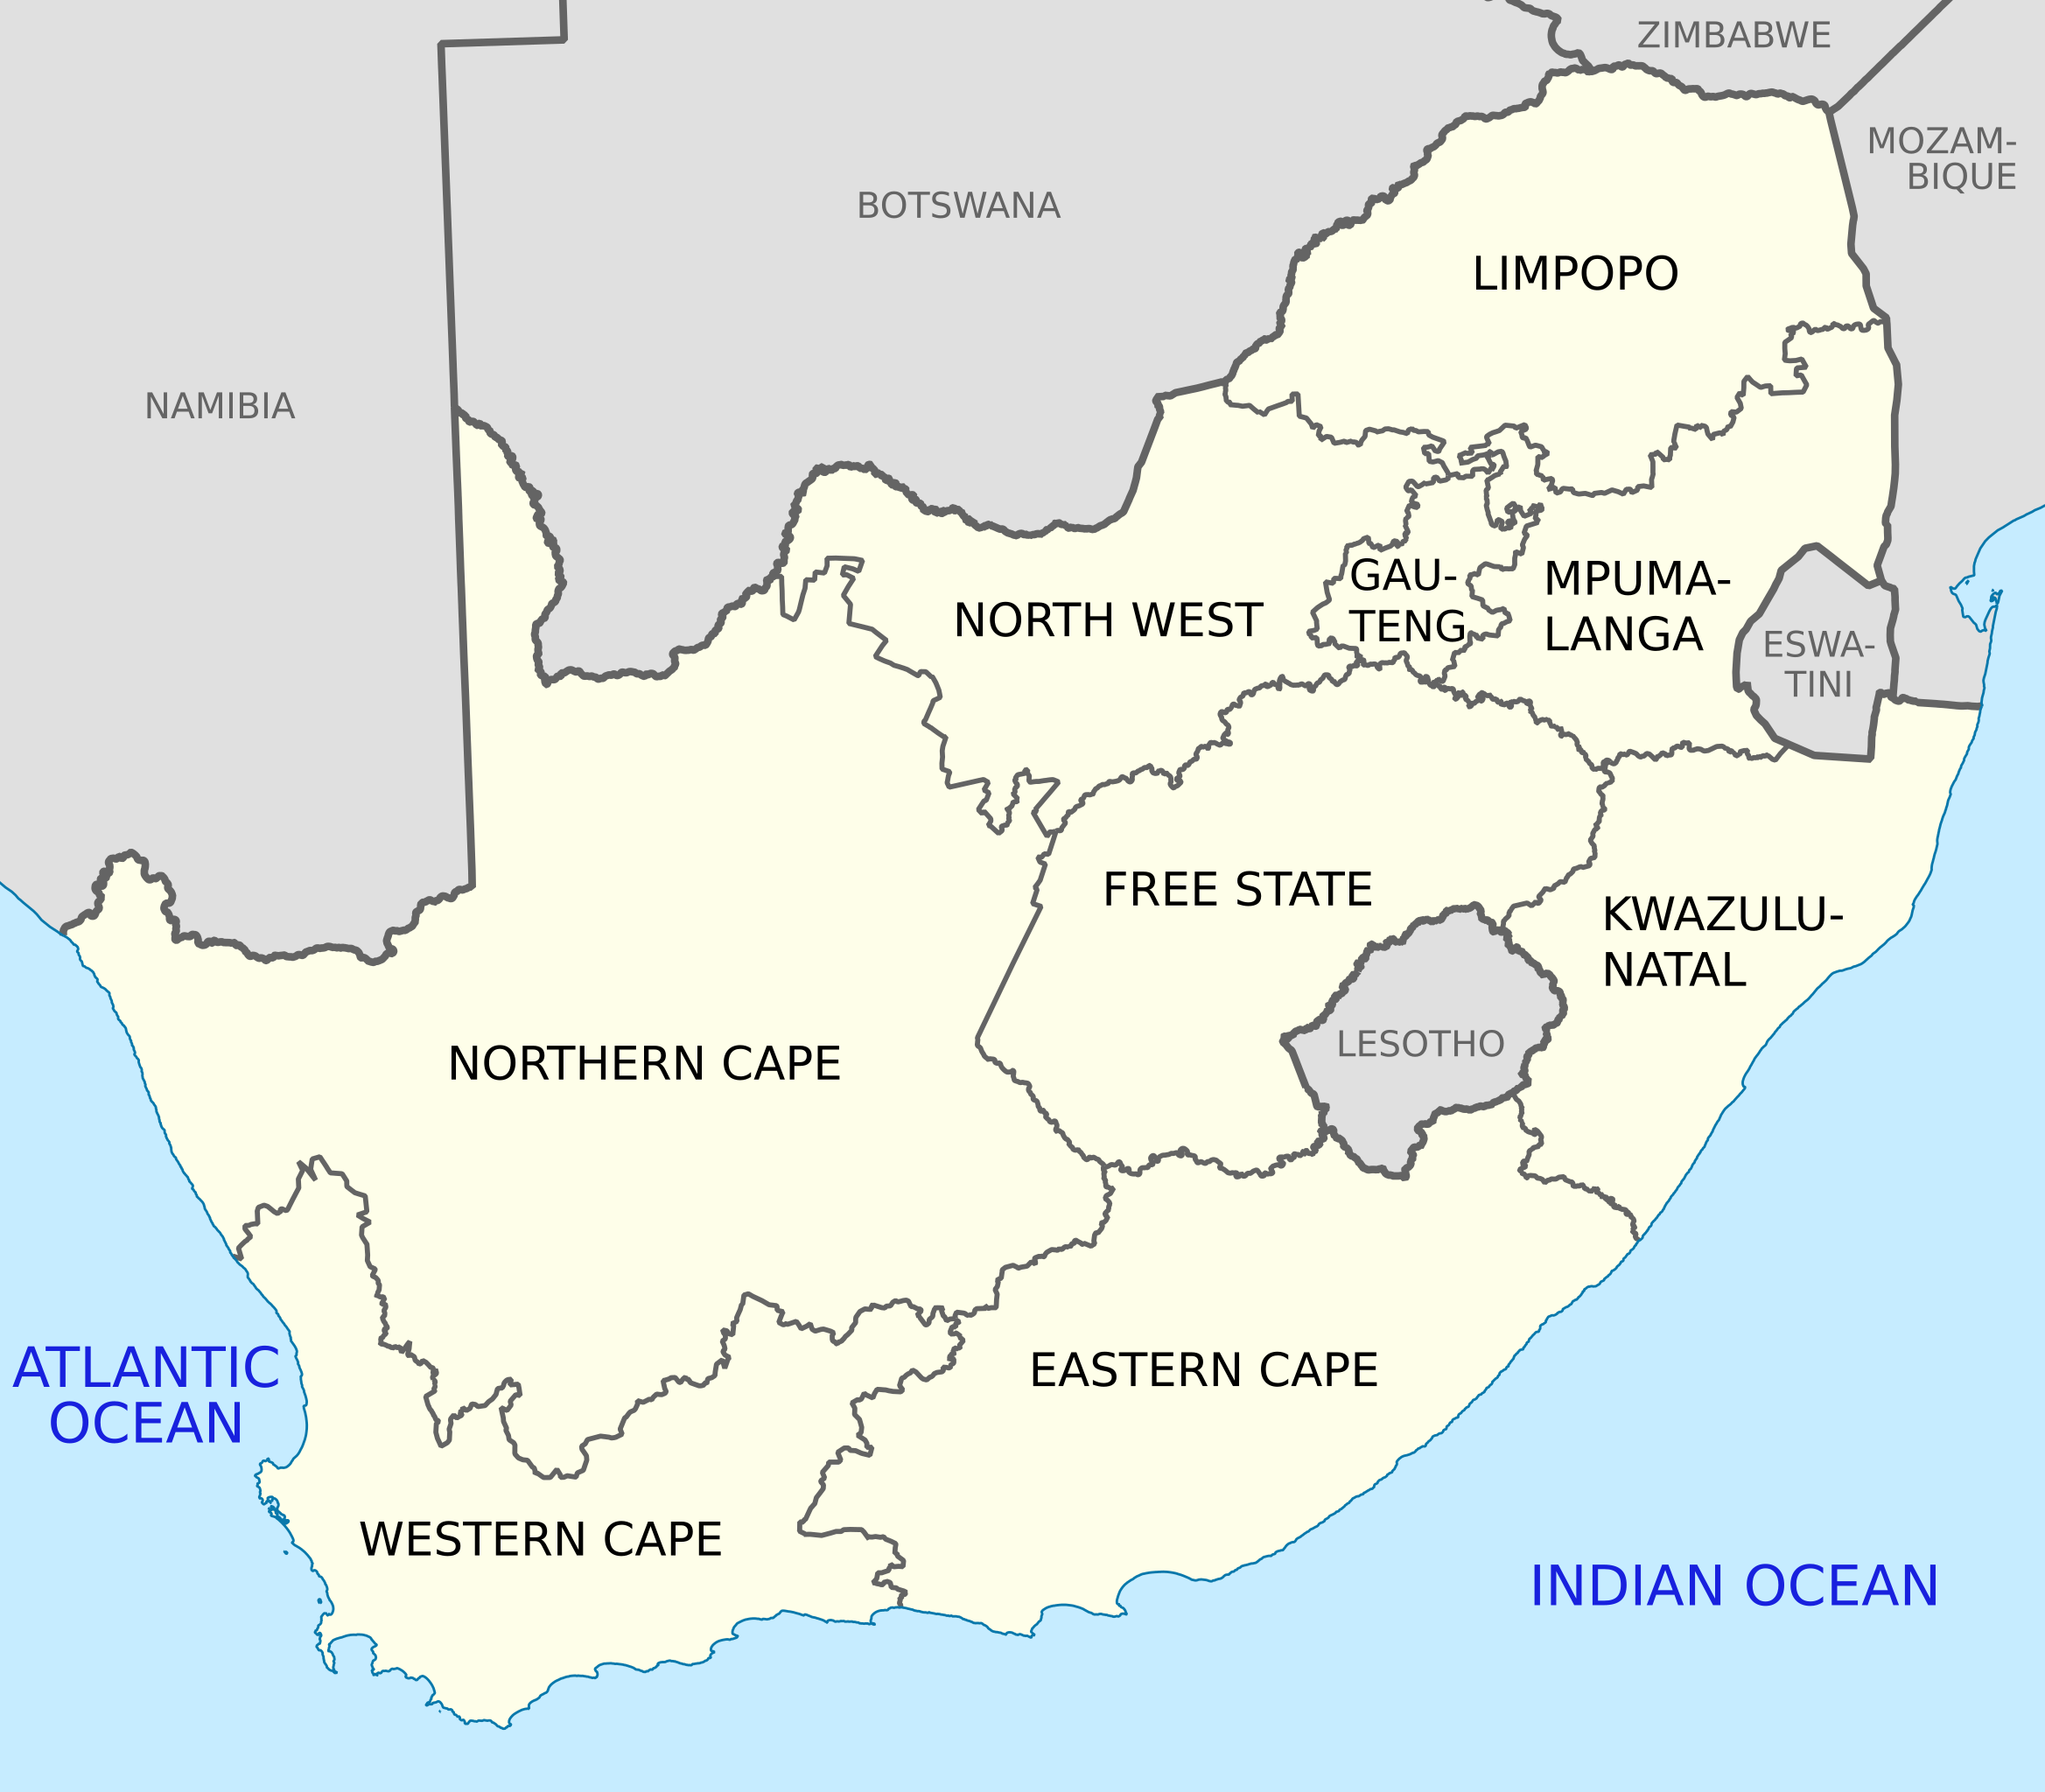 ZIMBABWE
MOZAM-
BIQUE
BOTSWANA
LIMPOPO
NAMIBIA
GAU-
TENG
MPUMA-
LANGA
NORTH WEST
ESWA-
TINI
FREE STATE
KWAZULU-
NATAL
LESOTHO
NORTHERN CAPE
ATLANTIC
OCEAN
EASTERN CAPE
WESTERN CAPE
INDIAN OCEAN